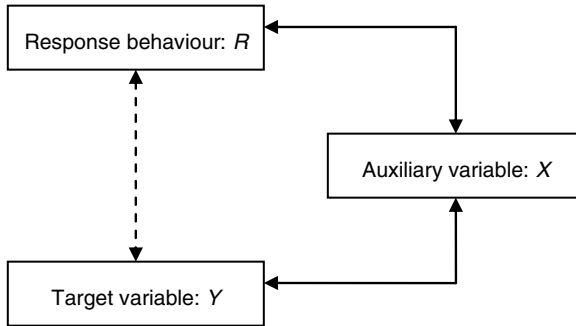 Response behaviour: R
Auxiliary variable: X
Target variable: Y